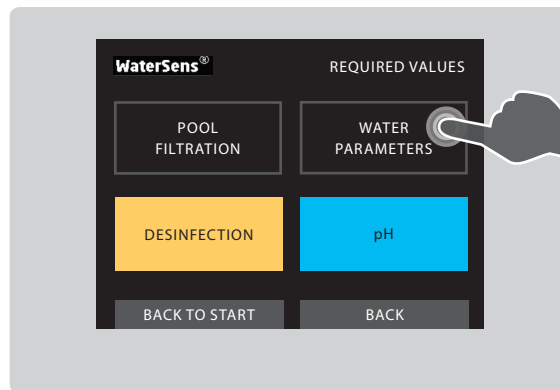 WaterSens®
REQUIRED VALUES
POOL
FILTRATION
WATER
PARAMETERS
DESINFECTION
pH
BACK TO START
BACK